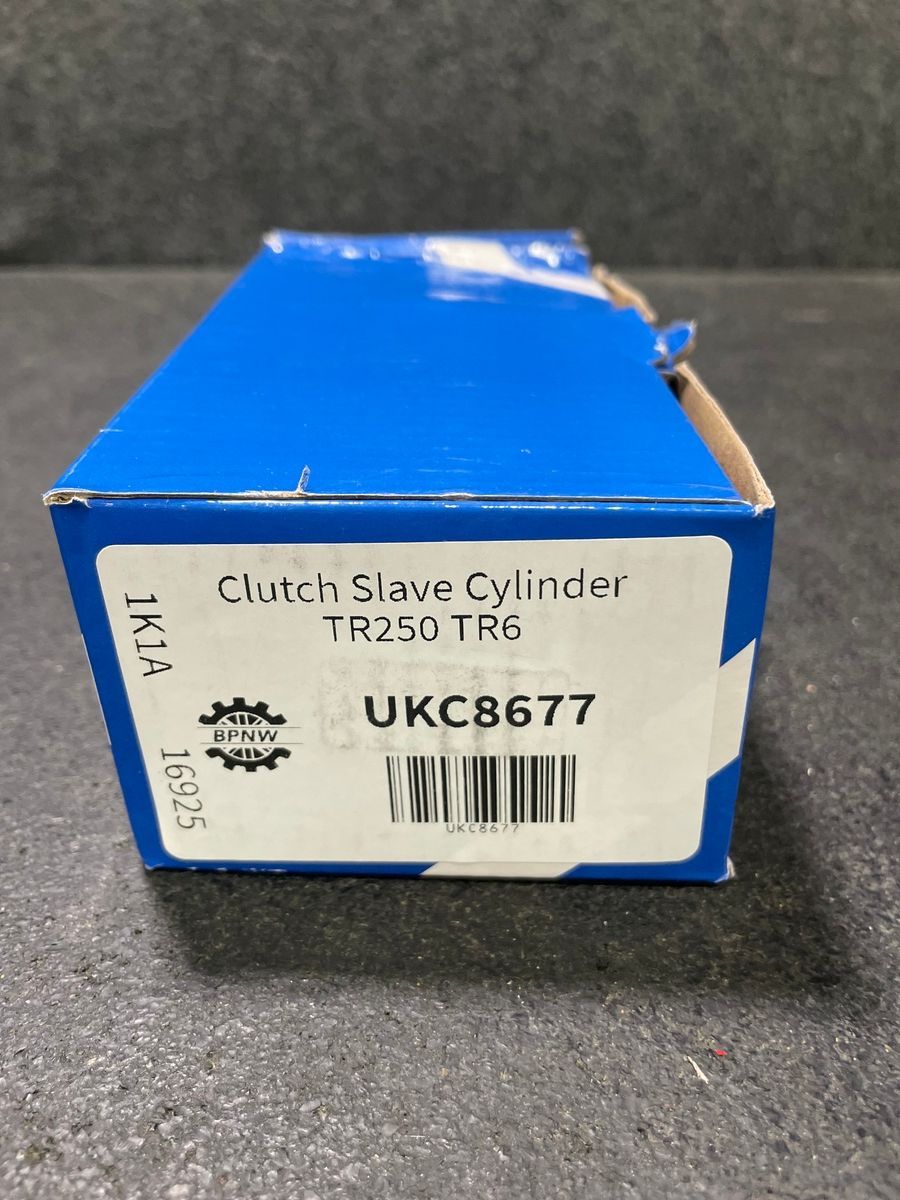 Clutch Slave Cylinder
TR250 TR6
1K1A
UKC8677
BPNW
16925
UKC8677